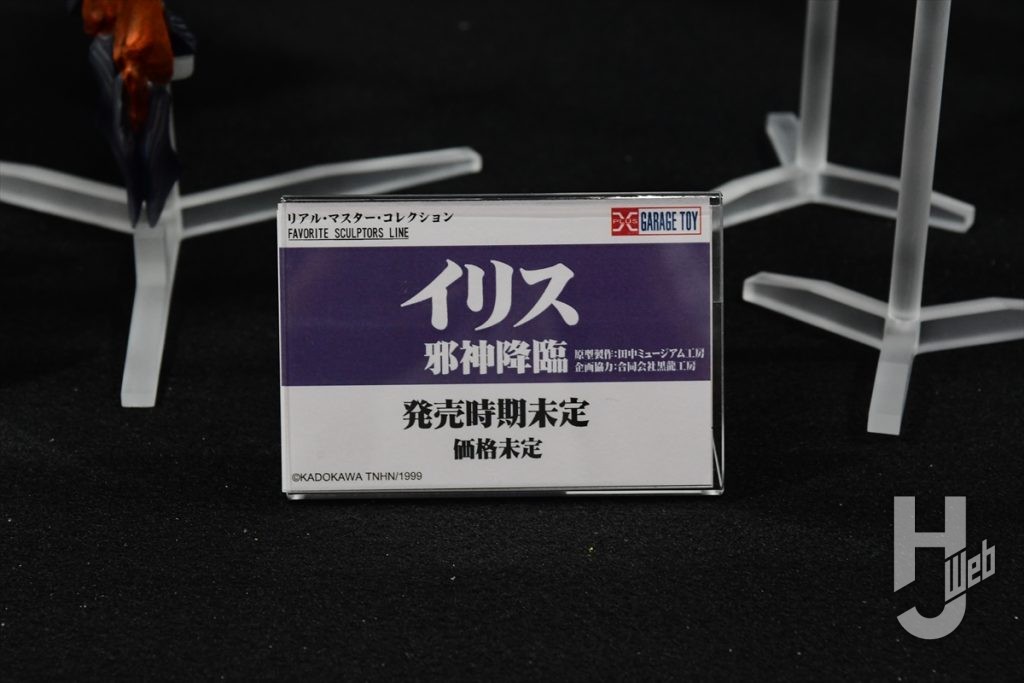 リアル・マスター・コレクション
FAVORITE SCULPTORS LINE
X PLUS GARAGE TOY
イリス
邪神降臨
原型製作:田中ミュージアム工房
企画協力:合同会社黒龍工房
発売時期未定
価格未定
©KADOKAWA TNHN/1999
HJ Web